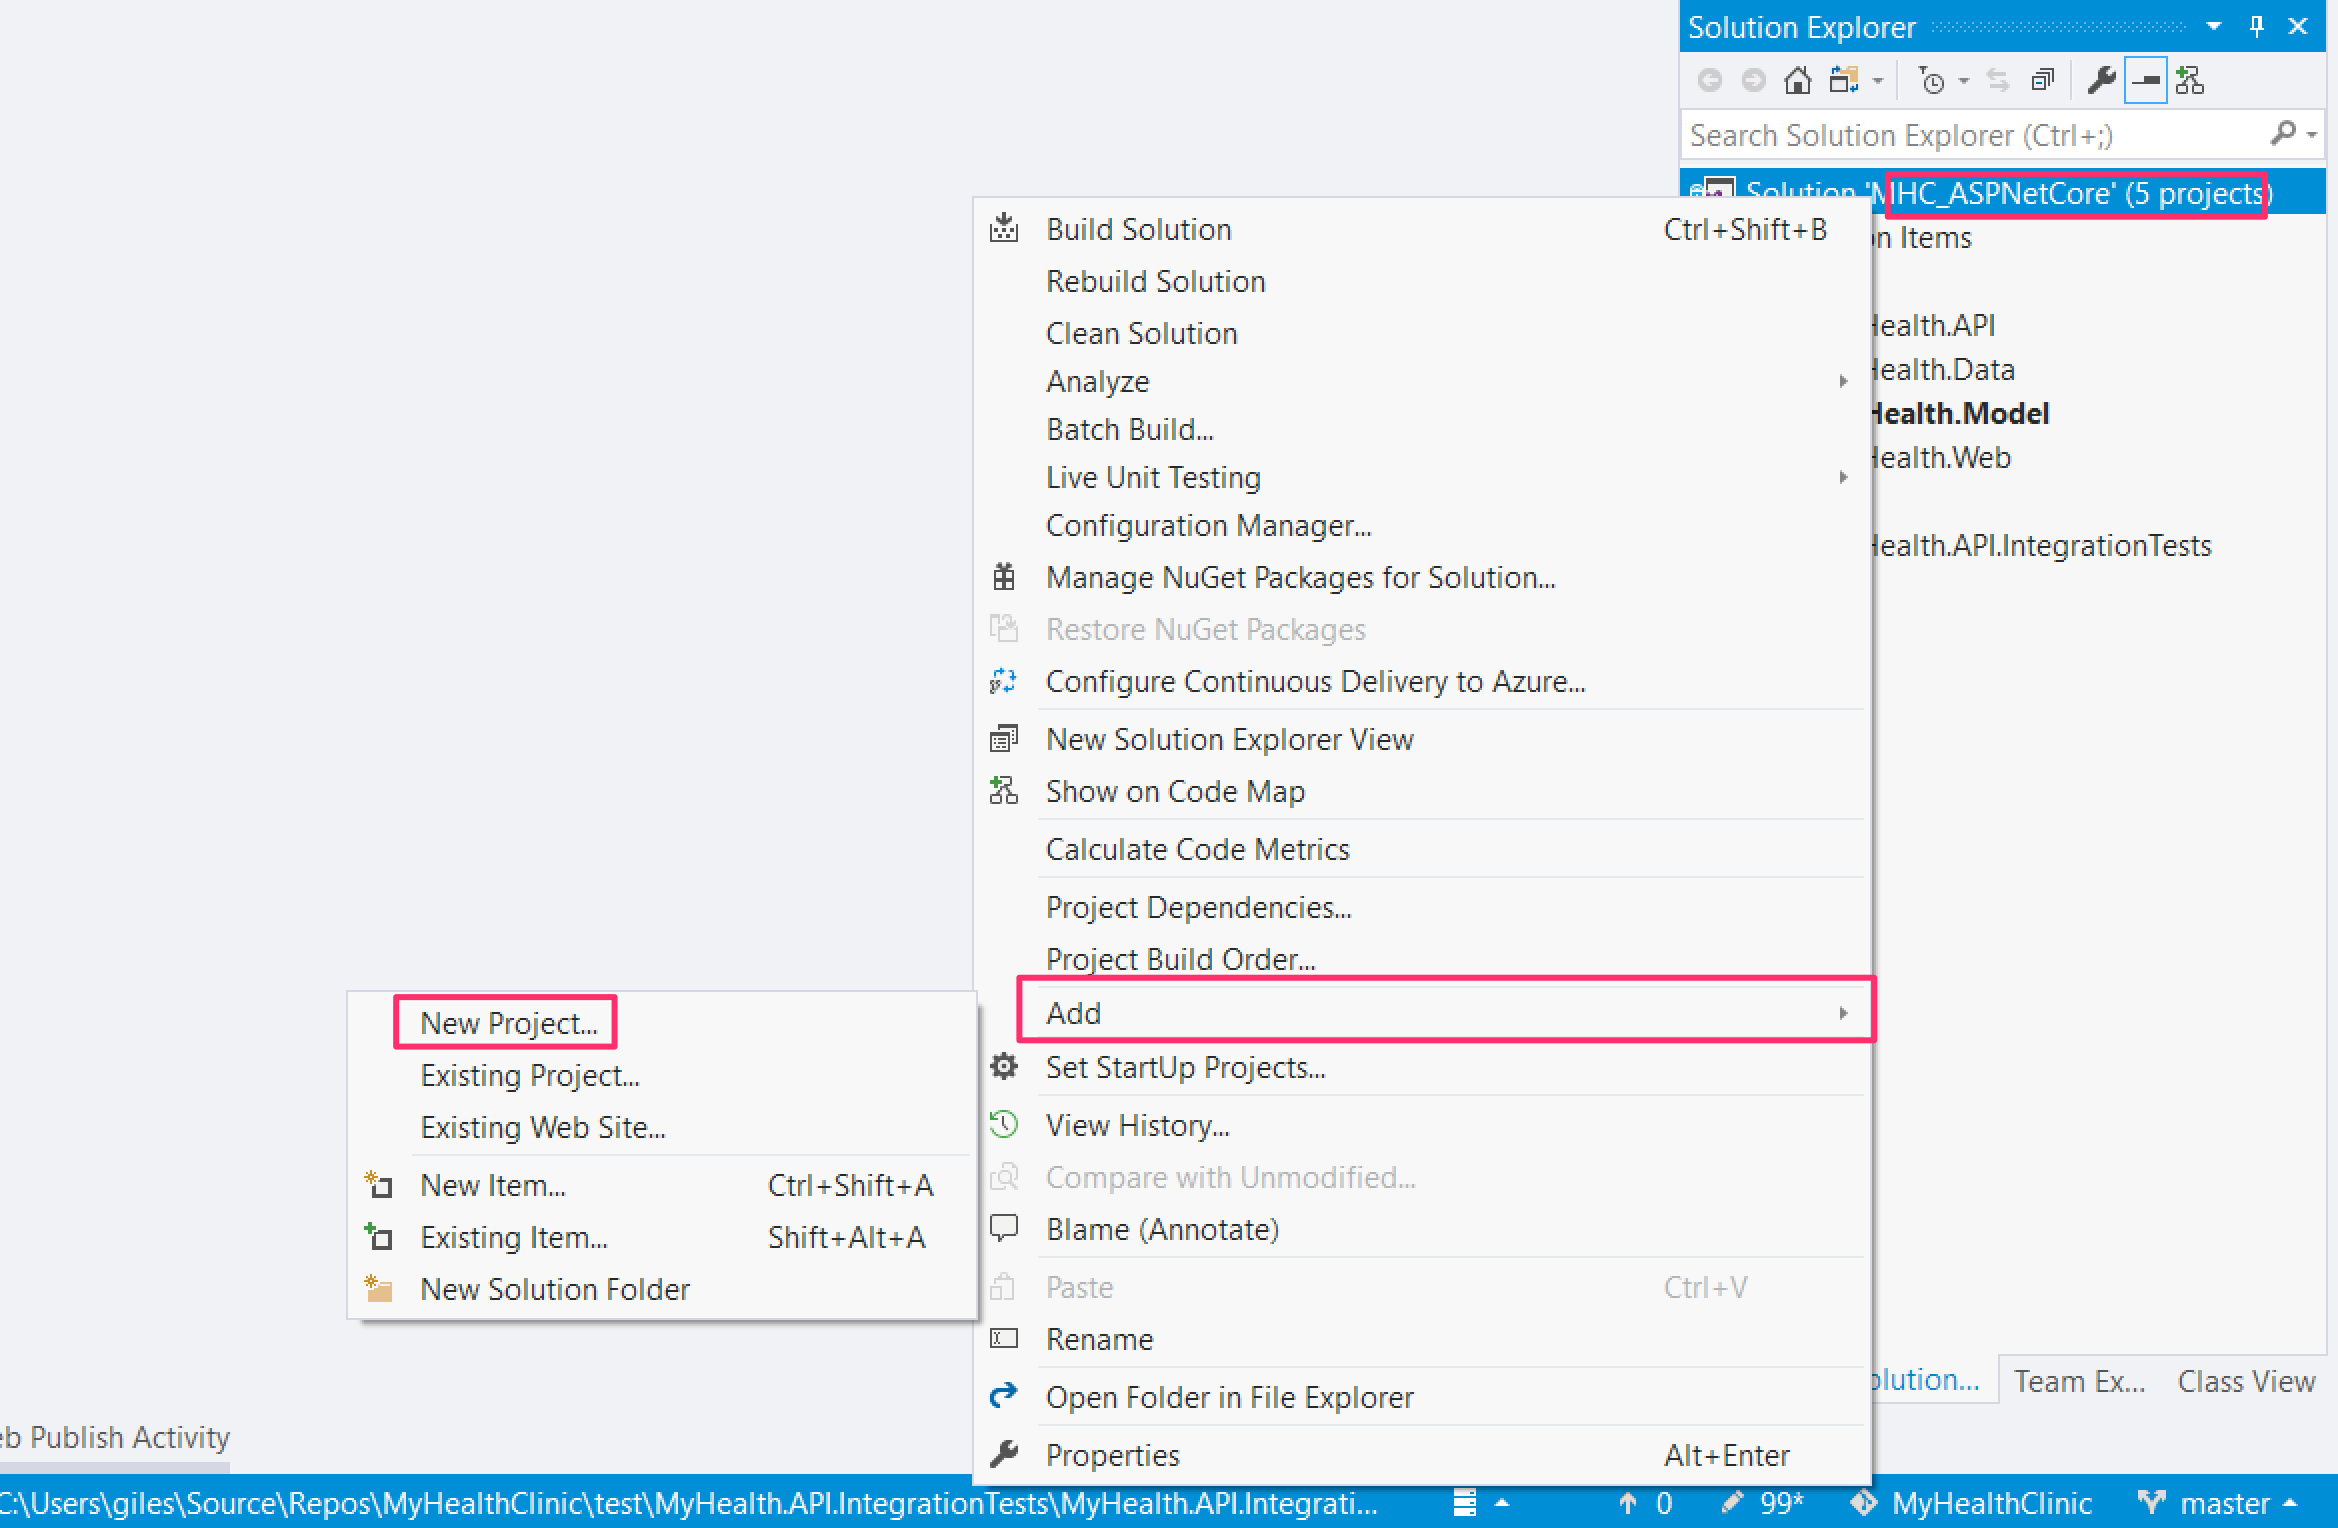 Solution Explorer
Search Solution Explorer (Ctrl+;)
Solution 'MHC_ASPNetCore' (5 projects)
Items
ealth.API
ealth.Data
Health.Model
ealth.Web
ealth.API.IntegrationTests
Build Solution Ctrl+Shift+B
Rebuild Solution
Clean Solution
Analyze
Batch Build...
Live Unit Testing
Configuration Manager...
Manage NuGet Packages for Solution...
Restore NuGet Packages
Configure Continuous Delivery to Azure...
New Solution Explorer View
Show on Code Map
Calculate Code Metrics
Project Dependencies...
Project Build Order...
Add
Set StartUp Projects...
View History...
Compare with Unmodified...
Blame (Annotate)
Paste Ctrl+V
Rename
Open Folder in File Explorer
Properties Alt+Enter
New Project...
Existing Project...
Existing Web Site...
New Item... Ctrl+Shift+A
Existing Item... Shift+Alt+A
New Solution Folder
olution... Team Ex... Class View
eb Publish Activity
C:\Users\giles\Source\Repos\MyHealthClinic\test\MyHealth.API.IntegrationTests\MyHealth.API.Integrati... 0 99* MyHealthClinic master